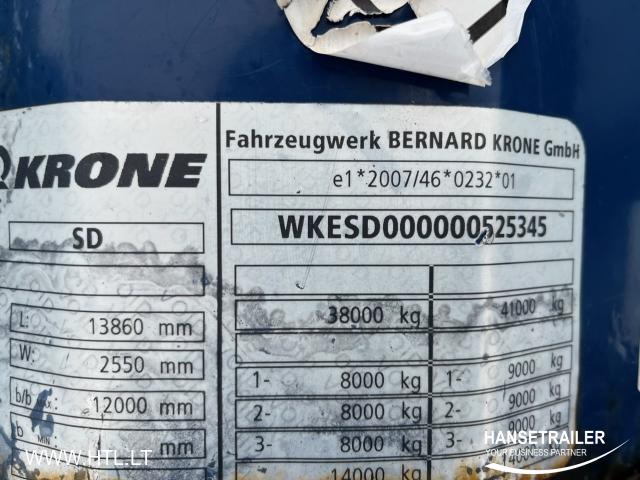 KRONE
Fahrzeugwerk BERNARD KRONE GmbH
e1*2007/46*0232*01
SD
WKESD000000525345
38000 kg 41000 kg
L: 13860 mm
W: 2550 mm
b/b MAX: 12000 mm
b MIN: mm
1- 8000 kg 1- 9000 kg
2- 8000 kg 2- 9000 kg
3- 8000 kg 3- 9000 kg
14000 kg
WWW.HTL.LT
HANSETRAILER
YOUR BUSINESS PARTNER